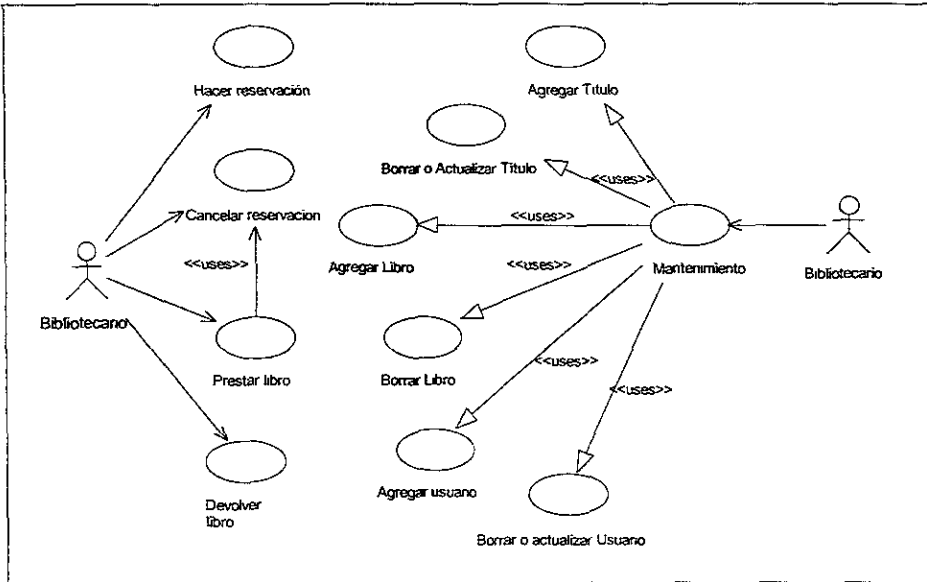 Hacer reservación
Agregar Titulo
Borrar o Actualizar Titulo
<<uses>>
Cancelar reservacion
<<uses>>
<<uses>>
Agregar Libro
<<uses>>
Mantenimiento
Bibliotecario
Bibliotecario
Prestar libro
Borrar Libro
<<uses>>
<<uses>>
Devolver
libro
Agregar usuario
Borrar o actualizar Usuario